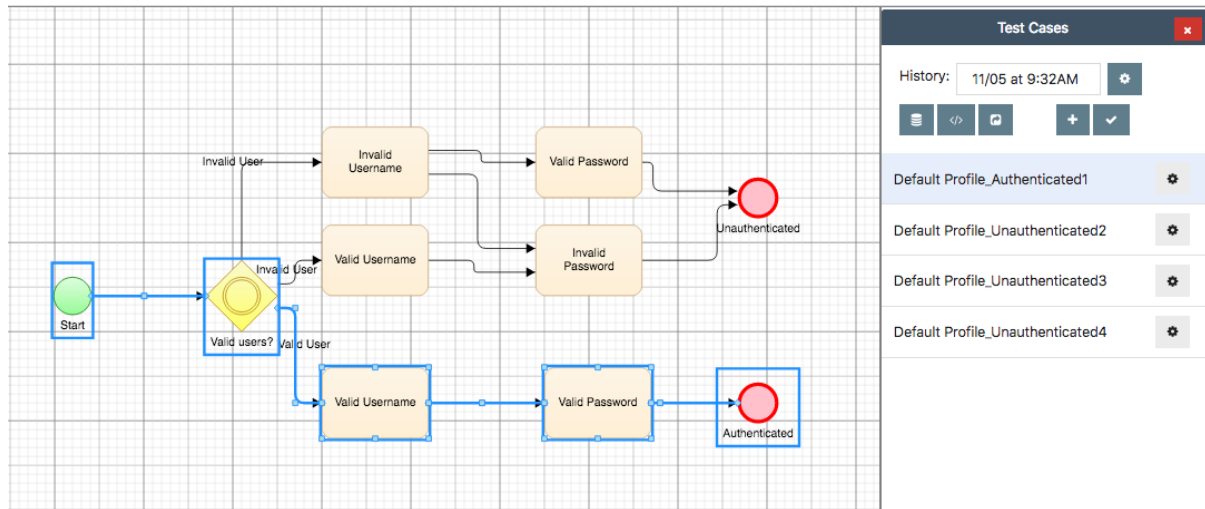 Test Cases
History:
11/05 at 9:32AM
</>
Default Profile_Authenticated1
Default Profile_Unauthenticated2
Default Profile_Unauthenticated3
Default Profile_Unauthenticated4
Invalid User
Invalid
Username
Valid Password
Unauthenticated
Invalid User
Valid Username
Invalid
Password
Start
Valid users?
Valid User
Valid Username
Valid Password
Authenticated